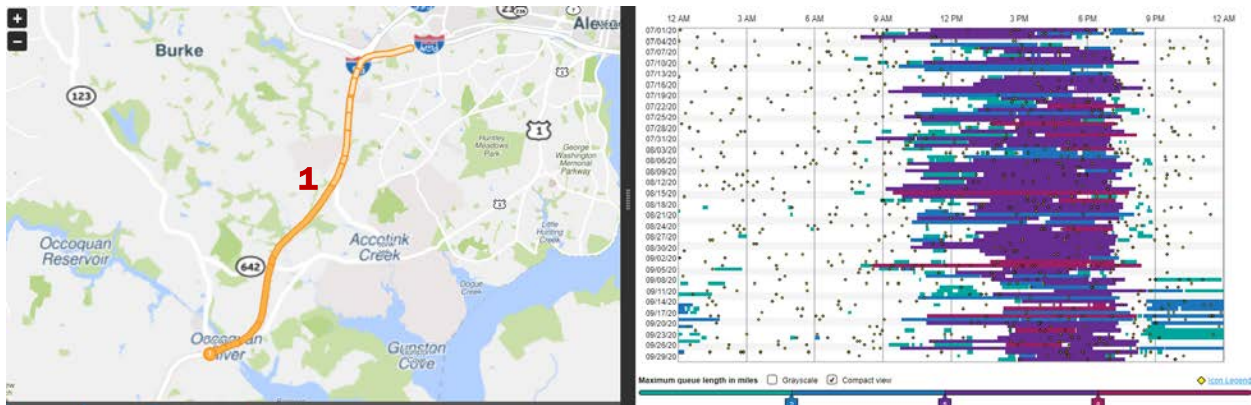 +
−
Burke
123
1
Huntley
Meadows
Park
1
George
Washington
Memorial
Parkway
Little
Hunting
Creek
Occoquan
Reservoir
642
Accotink
Creek
Dogue
Creek
Occoquan
River
Gunston
Cove
12 AM 3 AM 6 AM 9 AM 12 PM 3 PM 6 PM 9 PM 12 AM
07/01/20
07/04/20
07/07/20
07/10/20
07/13/20
07/16/20
07/19/20
07/22/20
07/25/20
07/28/20
07/31/20
08/03/20
08/06/20
08/09/20
08/12/20
08/15/20
08/18/20
08/21/20
08/24/20
08/27/20
08/30/20
09/02/20
09/05/20
09/08/20
09/11/20
09/14/20
09/17/20
09/20/20
09/23/20
09/26/20
09/29/20
Maximum queue length in miles Grayscale Compact view Icon Legend